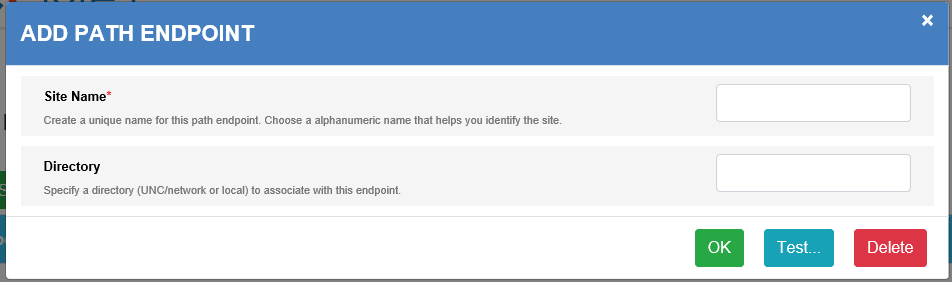 ADD PATH ENDPOINT
×
Site Name*
Create a unique name for this path endpoint. Choose a alphanumeric name that helps you identify the site.
Directory
Specify a directory (UNC/network or local) to associate with this endpoint.
OK
Test...
Delete